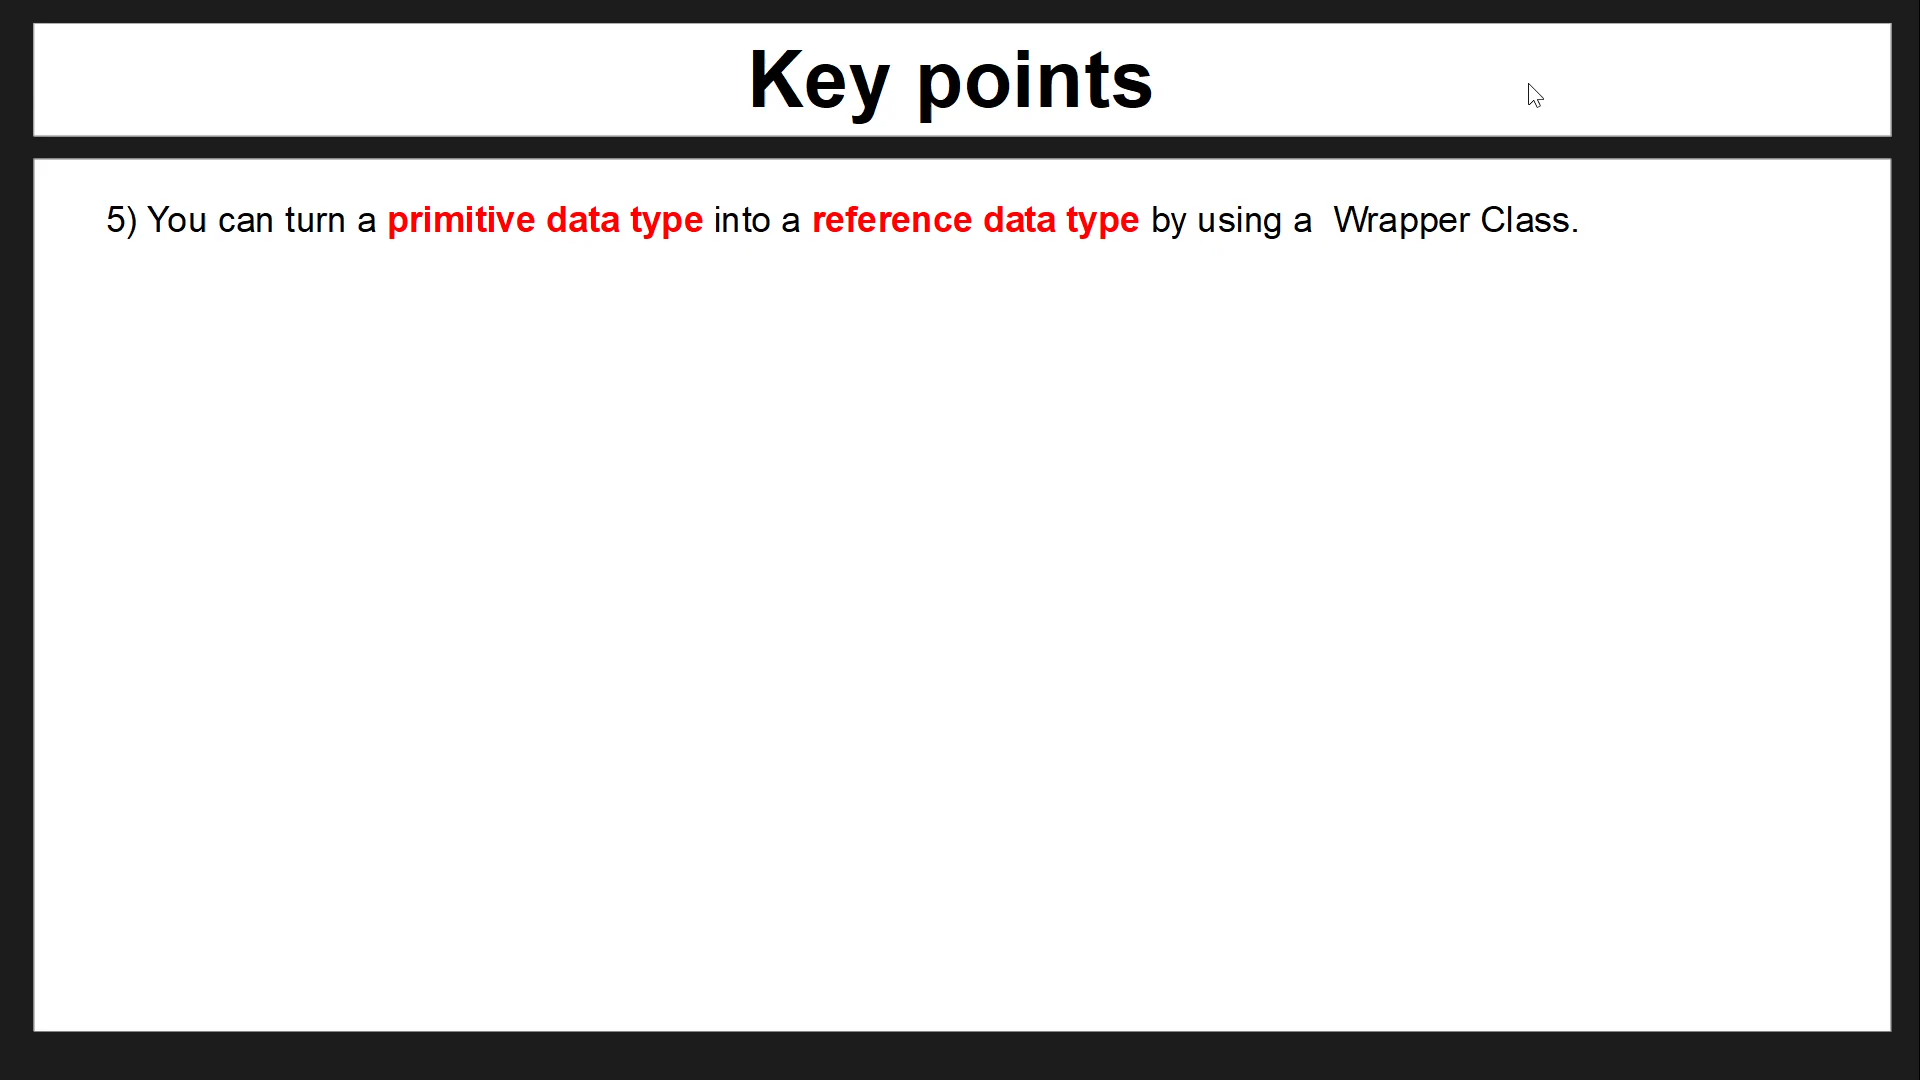 Key points
5) You can turn a primitive data type into a reference data type by using a  Wrapper Class.